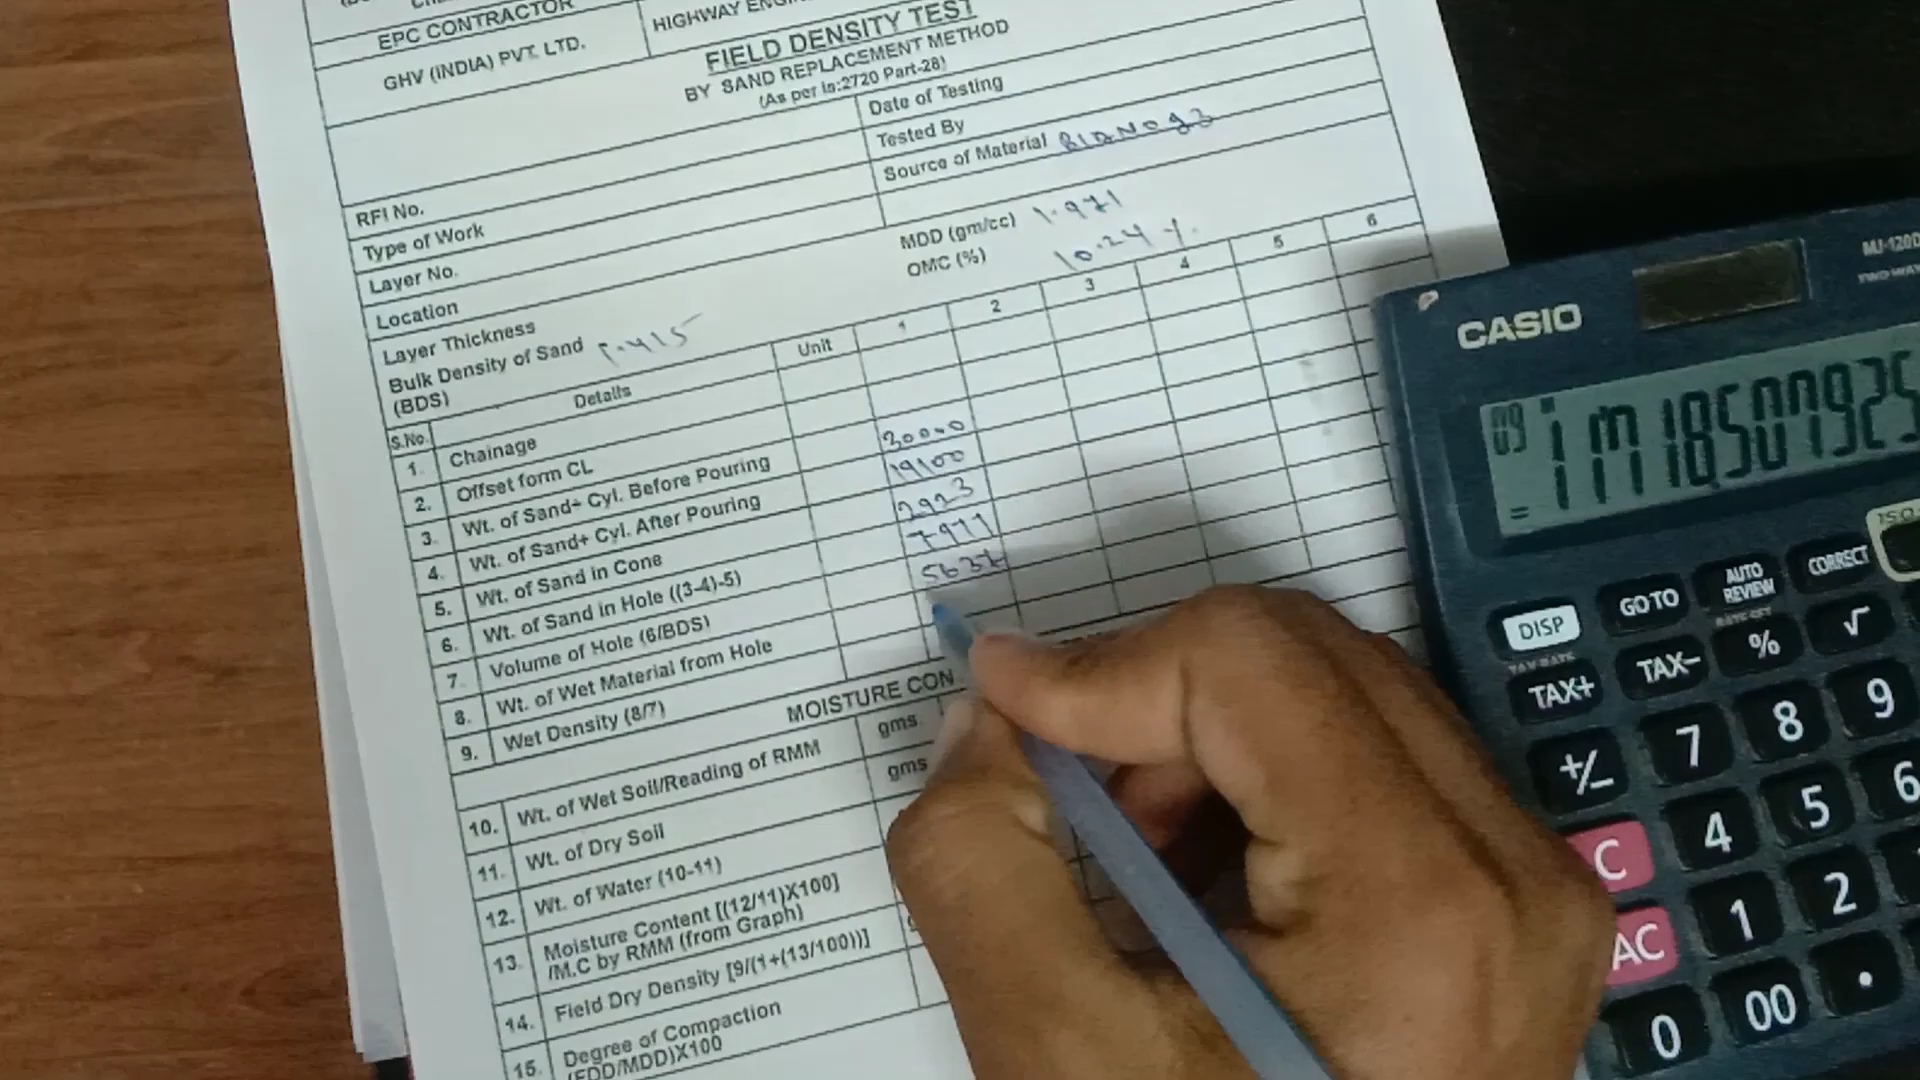 EPC CONTRACTOR
GHV (INDIA) PVT. LTD.
FIELD DENSITY TEST
BY SAND REPLACEMENT METHOD
(As per Is:2720 Part-28)
Date of Testing
Tested By
Source of Material
RFI No.
Type of Work
Layer No.
Location
MDD (gm/cc) 1.971
OMC (%) 10.24 %
Layer Thickness
Bulk Density of Sand (BDS) 1.415
S.No. Details Unit 1 2 3 4 5 6
1. Chainage
2. Offset form CL
3. Wt. of Sand+ Cyl. Before Pouring 30000
4. Wt. of Sand+ Cyl. After Pouring 19100
5. Wt. of Sand in Cone 2923
6. Wt. of Sand in Hole ((3-4)-5) 7977
7. Volume of Hole (6/BDS) 5637
8. Wt. of Wet Material from Hole
9. Wet Density (8/7)
MOISTURE CON
10. Wt. of Wet Soil/Reading of RMM gms
11. Wt. of Dry Soil gms
12. Wt. of Water (10-11)
13. Moisture Content [(12/11)X100]
/M.C by RMM (from Graph)
14. Field Dry Density [9/(1+(13/100))]
15. Degree of Compaction
(FDD/MDD)X100
CASIO
MJ-120D
DISP GO TO AUTO REVIEW CORRECT
TAX+ TAX- % √
+/- 7 8 9
C 4 5 6
AC 1 2
0 00 .